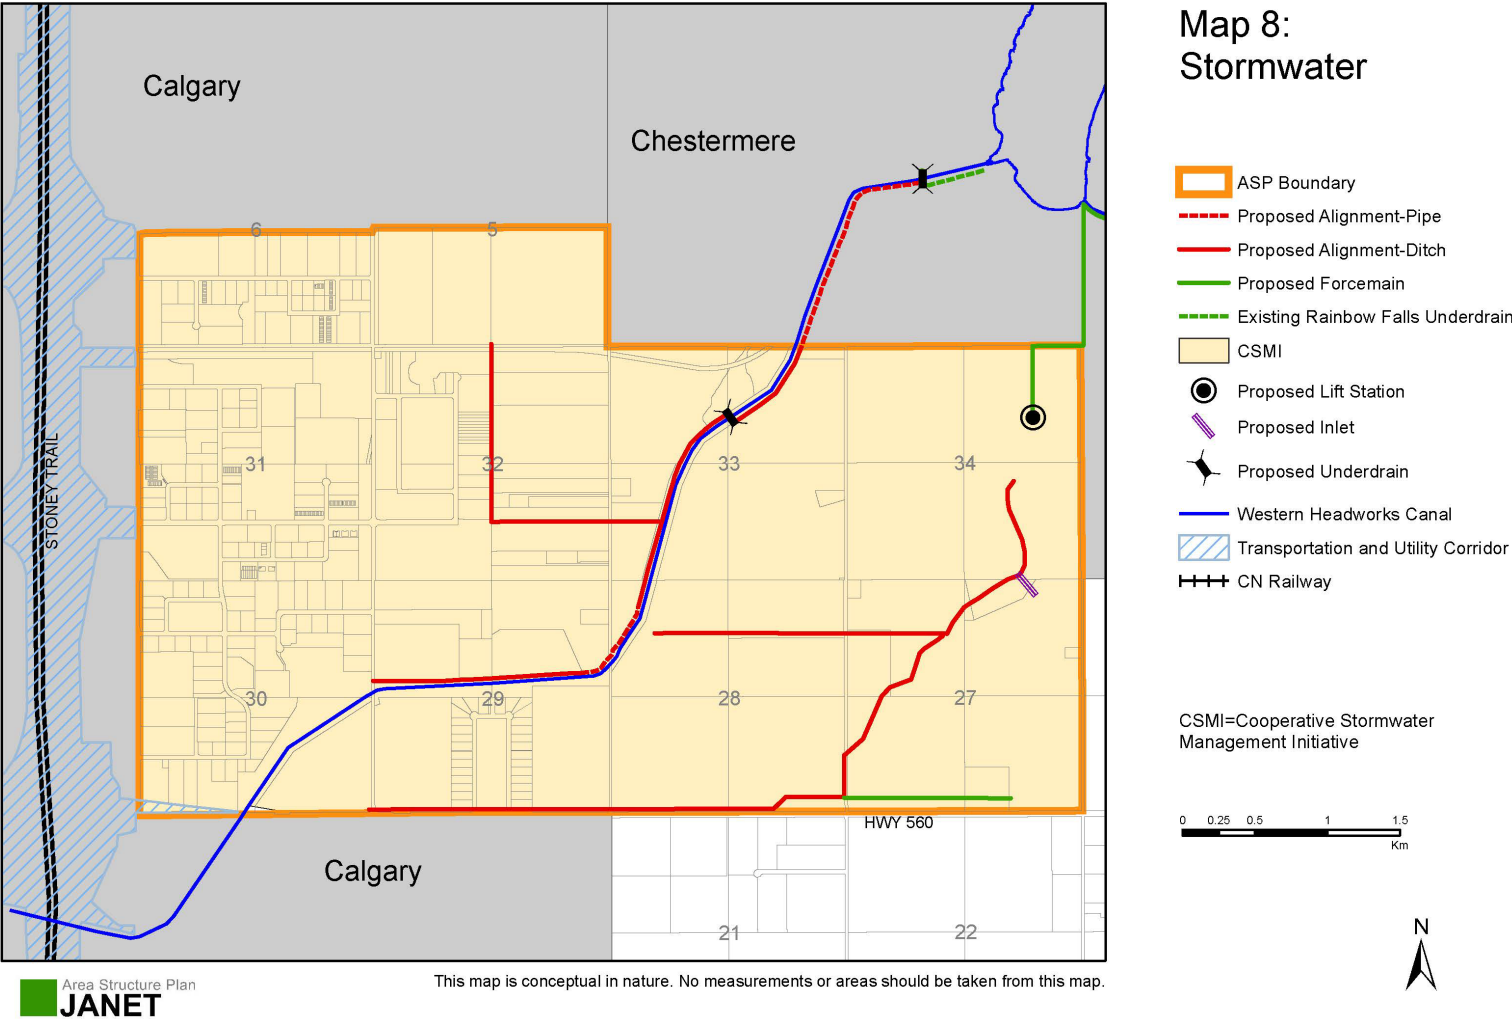 Map 8:
Stormwater
Calgary
Chestermere
ASP Boundary
Proposed Alignment-Pipe
Proposed Alignment-Ditch
Proposed Forcemain
Existing Rainbow Falls Underdrain
CSMI
Proposed Lift Station
Proposed Inlet
Proposed Underdrain
Western Headworks Canal
Transportation and Utility Corridor
CN Railway
6
5
31
32
33
34
STONEY TRAIL
30
29
28
27
CSMI=Cooperative Stormwater
Management Initiative
HWY 560
0 0.25 0.5 1 1.5
Km
Calgary
21
22
N
This map is conceptual in nature. No measurements or areas should be taken from this map.
Area Structure Plan
JANET